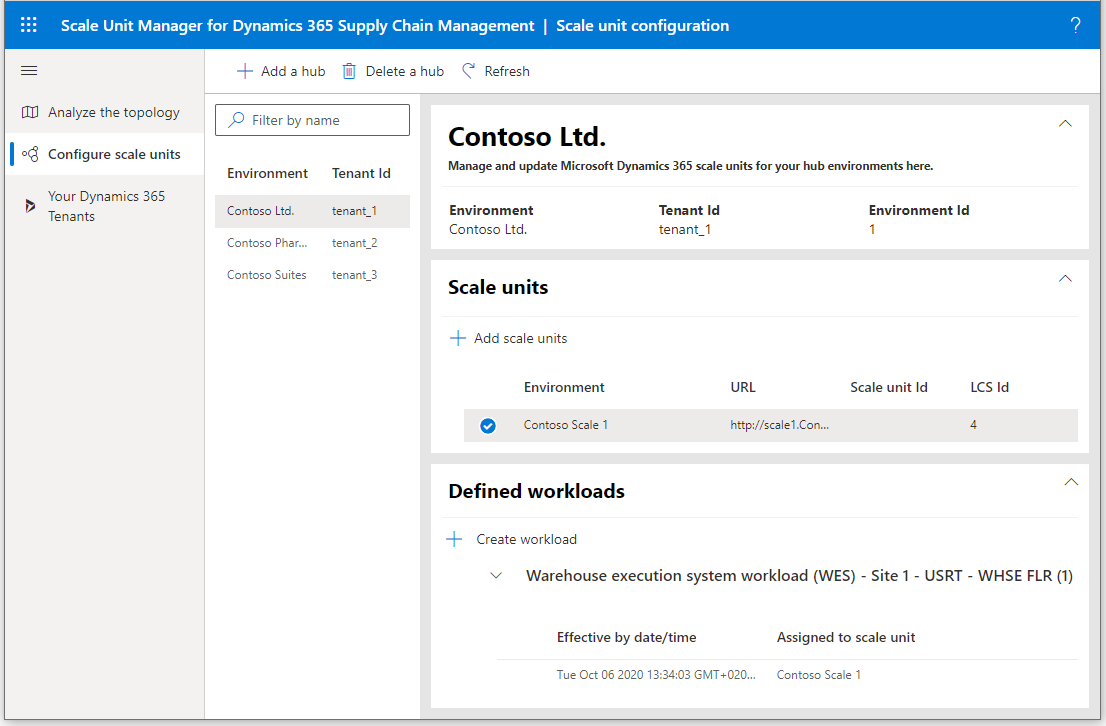 Scale Unit Manager for Dynamics 365 Supply Chain Management | Scale unit configuration ?
Add a hub Delete a hub Refresh
Analyze the topology
Configure scale units
Your Dynamics 365
Tenants
Filter by name
Environment Tenant Id
Contoso Ltd. tenant_1
Contoso Phar... tenant_2
Contoso Suites tenant_3
Contoso Ltd.
Manage and update Microsoft Dynamics 365 scale units for your hub environments here.
Environment Tenant Id Environment Id
Contoso Ltd. tenant_1 1
Scale units
Add scale units
Environment URL Scale unit Id LCS Id
Contoso Scale 1 http://scale1.Con... 4
Defined workloads
Create workload
Warehouse execution system workload (WES) - Site 1 - USRT - WHSE FLR (1)
Effective by date/time Assigned to scale unit
Tue Oct 06 2020 13:34:03 GMT+020... Contoso Scale 1